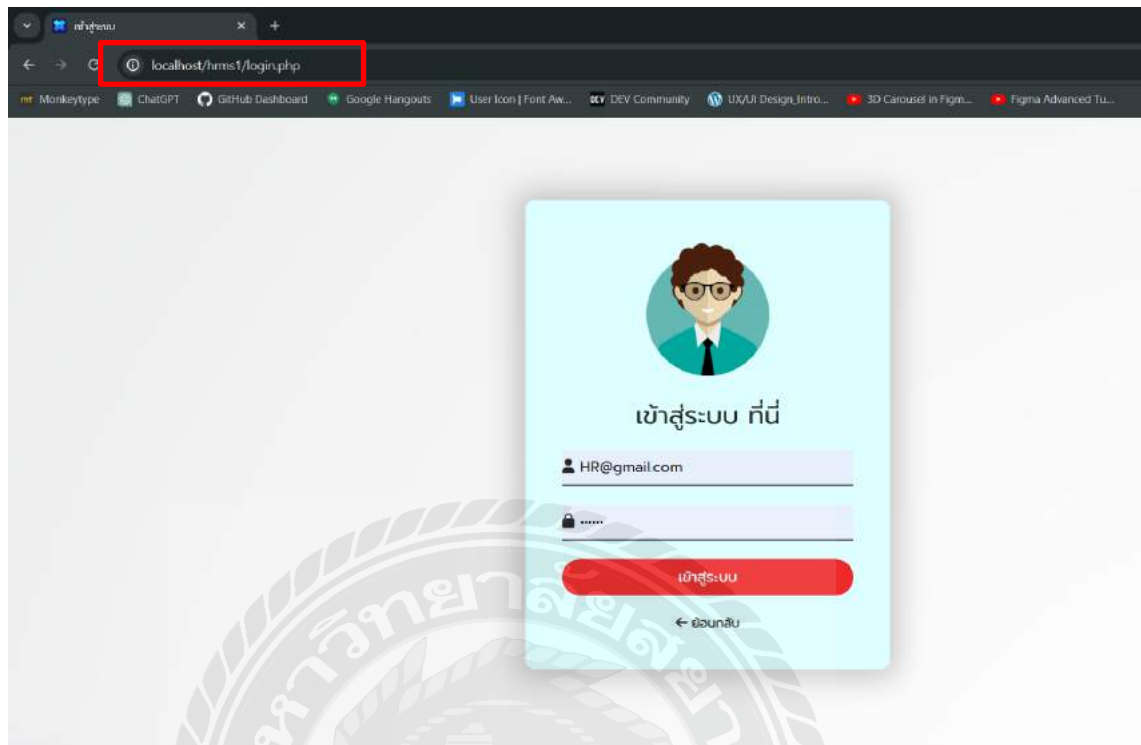 localhost/hrms1/login.php
Monkeytype ChatGPT GitHub Dashboard Google Hangouts User Icon | Font Aw... DEV Community UX/UI Design, Intro... 3D Carousel in Figm... Figma Advanced Tu...
เข้าสู่ระบบ ที่นี่
HR@gmail.com
••••••
เข้าสู่ระบบ
← ย้อนกลับ